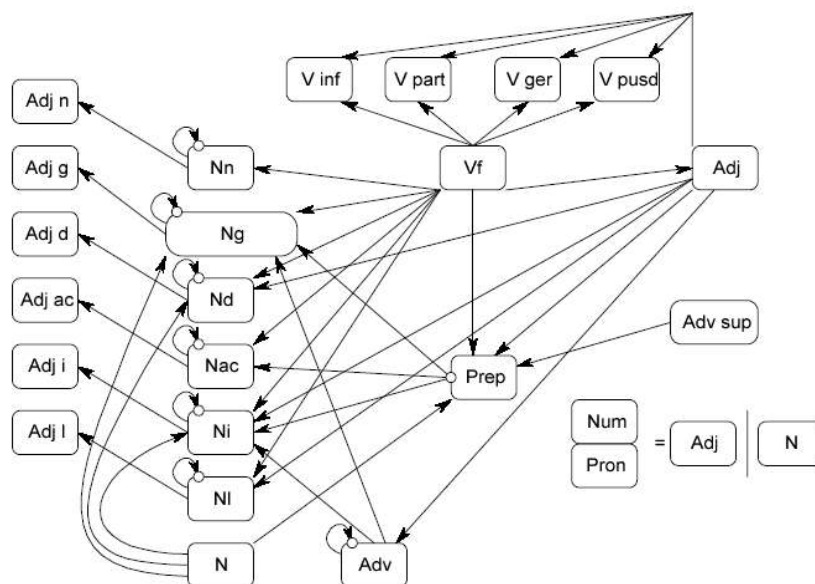 V inf V part V ger V pusd
Adj n
Nn Vf Adj
Adj g
Ng
Adj d
Nd
Adj ac Adv sup
Nac Prep
Adj i
Ni Num
Adj l = Adj N
Pron
Nl
N Adv